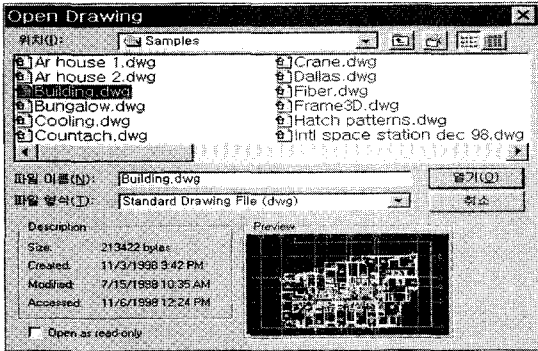 Open Drawing
위치(I): Samples
Ar house 1.dwg
Ar house 2.dwg
Building.dwg
Bungalow.dwg
Cooling.dwg
Countach.dwg
Crane.dwg
Dallas.dwg
Fiber.dwg
Frame3D.dwg
Hatch patterns.dwg
Intl space station dec 98.dwg
파일 이름(N): Building.dwg 열기(O)
파일 형식(T): Standard Drawing File (dwg) 취소
Description Preview
Size: 213422 bytes
Created: 11/3/1998 3:42 PM
Modified: 7/15/1998 10:35 AM
Accessed: 11/6/1998 12:24 PM
Open as read-only